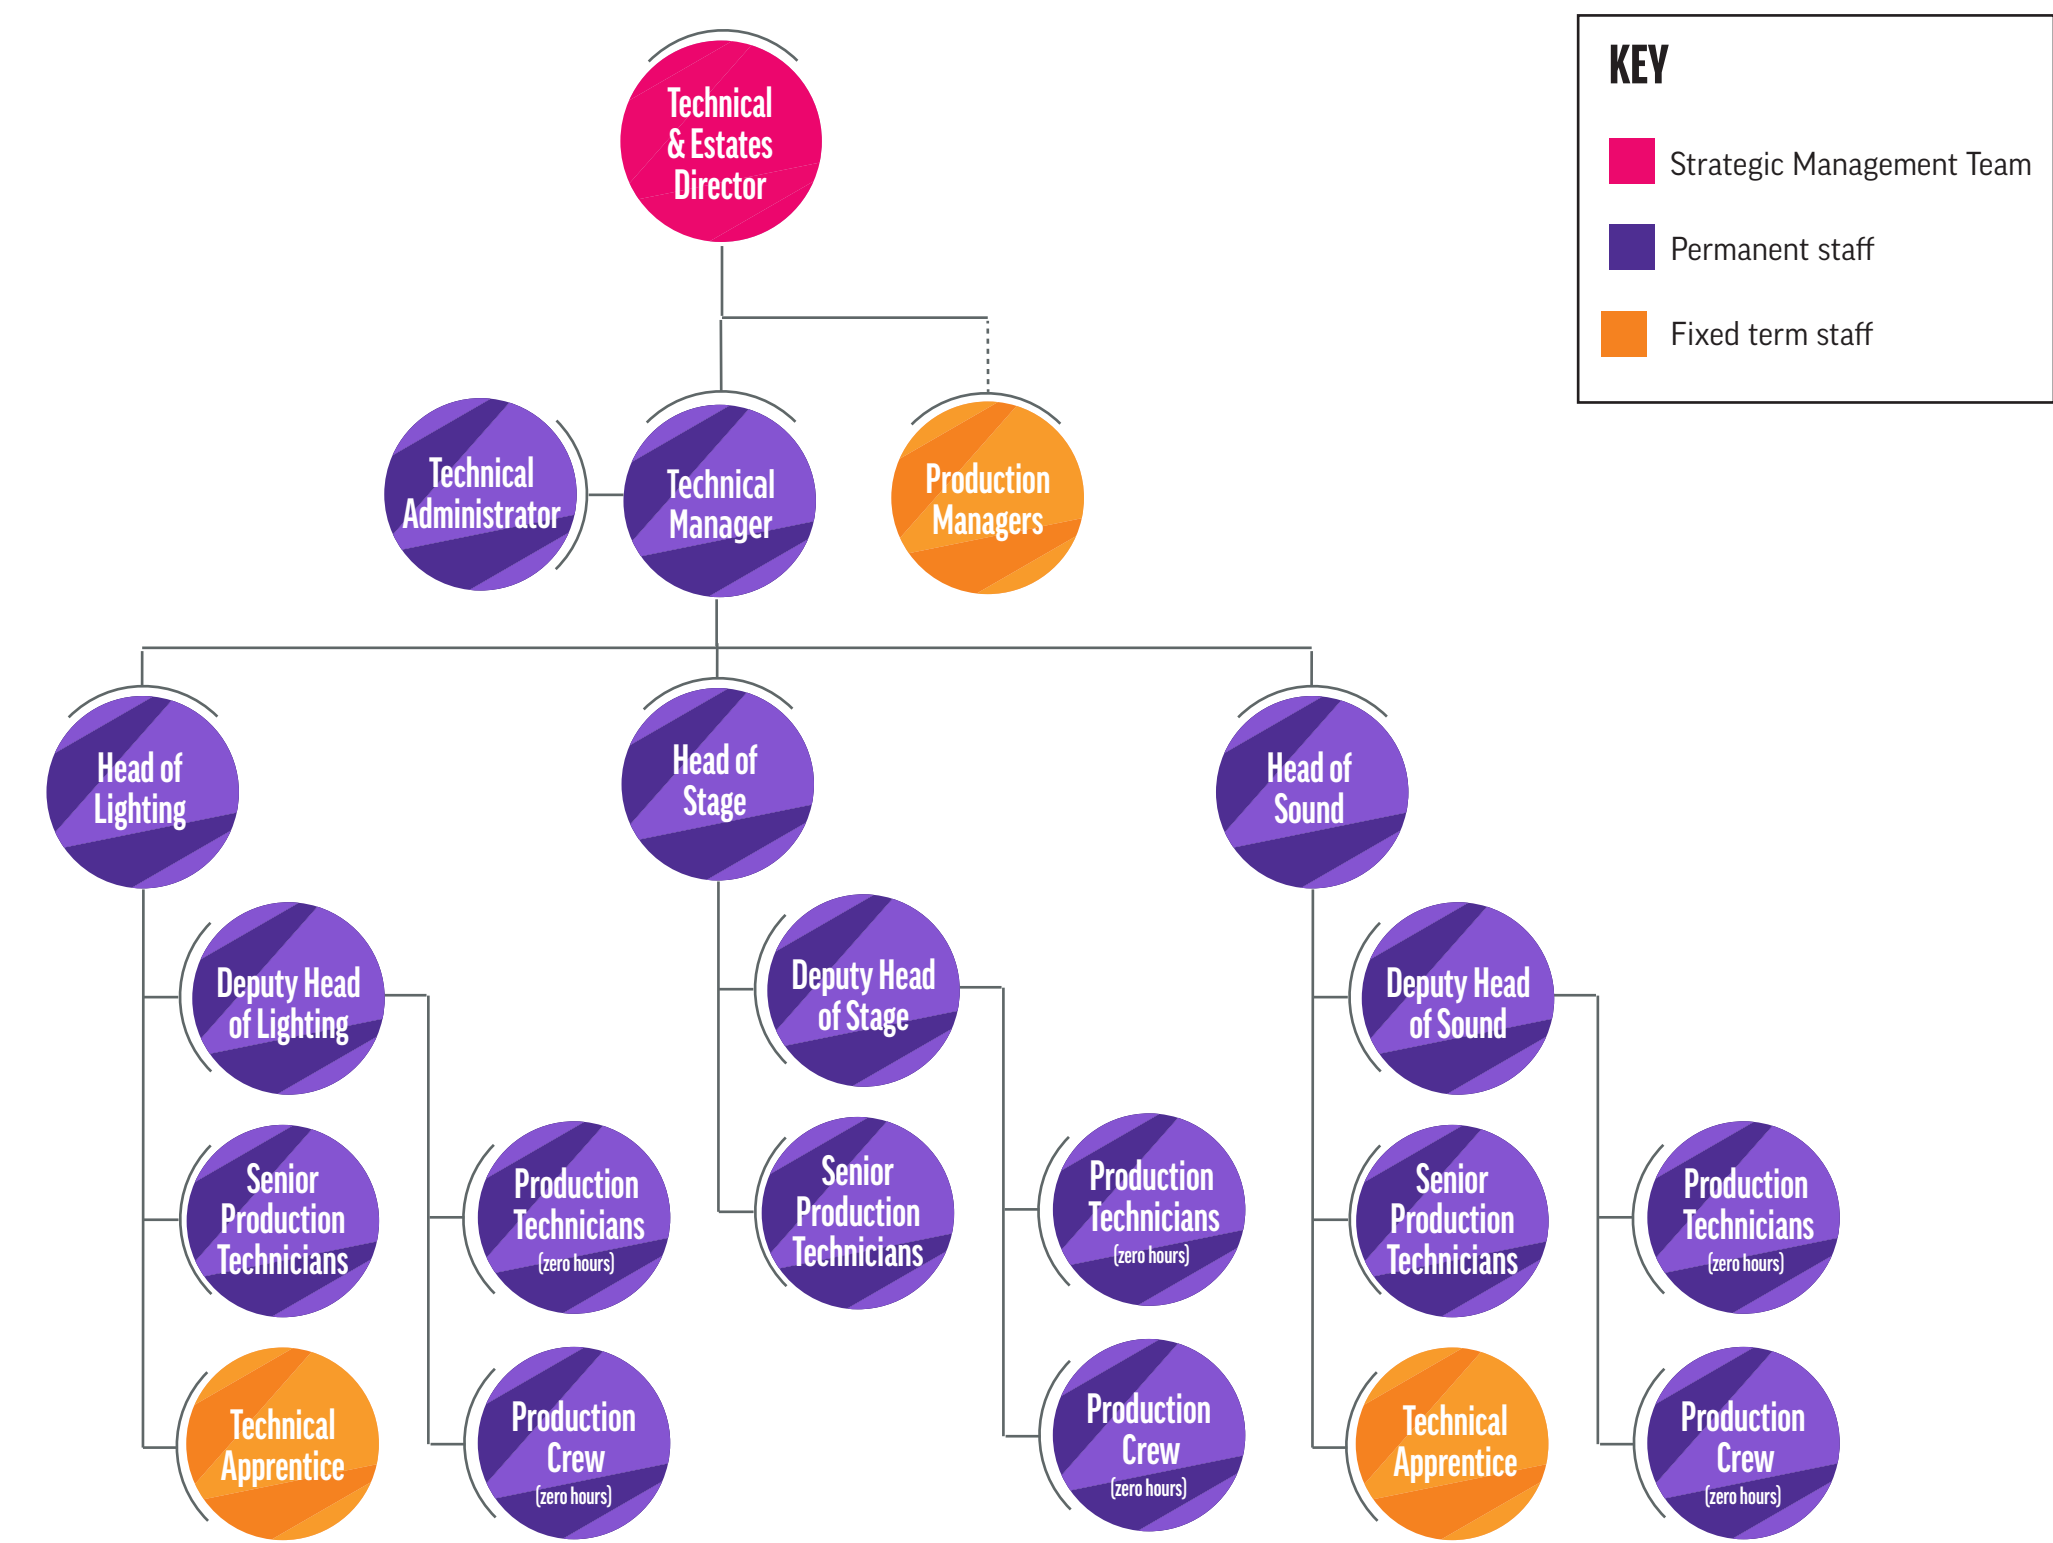 KEY
Strategic Management Team
Permanent staff
Fixed term staff
Technical
& Estates
Director
Technical
Administrator
Technical
Manager
Production
Managers
Head of
Lighting
Head of
Stage
Head of
Sound
Deputy Head
of Lighting
Deputy Head
of Stage
Deputy Head
of Sound
Senior
Production
Technicians
Production
Technicians
(zero hours)
Senior
Production
Technicians
Production
Technicians
(zero hours)
Senior
Production
Technicians
Production
Technicians
(zero hours)
Technical
Apprentice
Production
Crew
(zero hours)
Production
Crew
(zero hours)
Technical
Apprentice
Production
Crew
(zero hours)